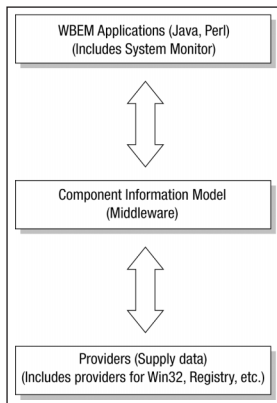 WBEM Applications (Java, Perl)
(Includes System Monitor)
Component Information Model
(Middleware)
Providers (Supply data)
(Includes providers for Win32, Registry, etc.)